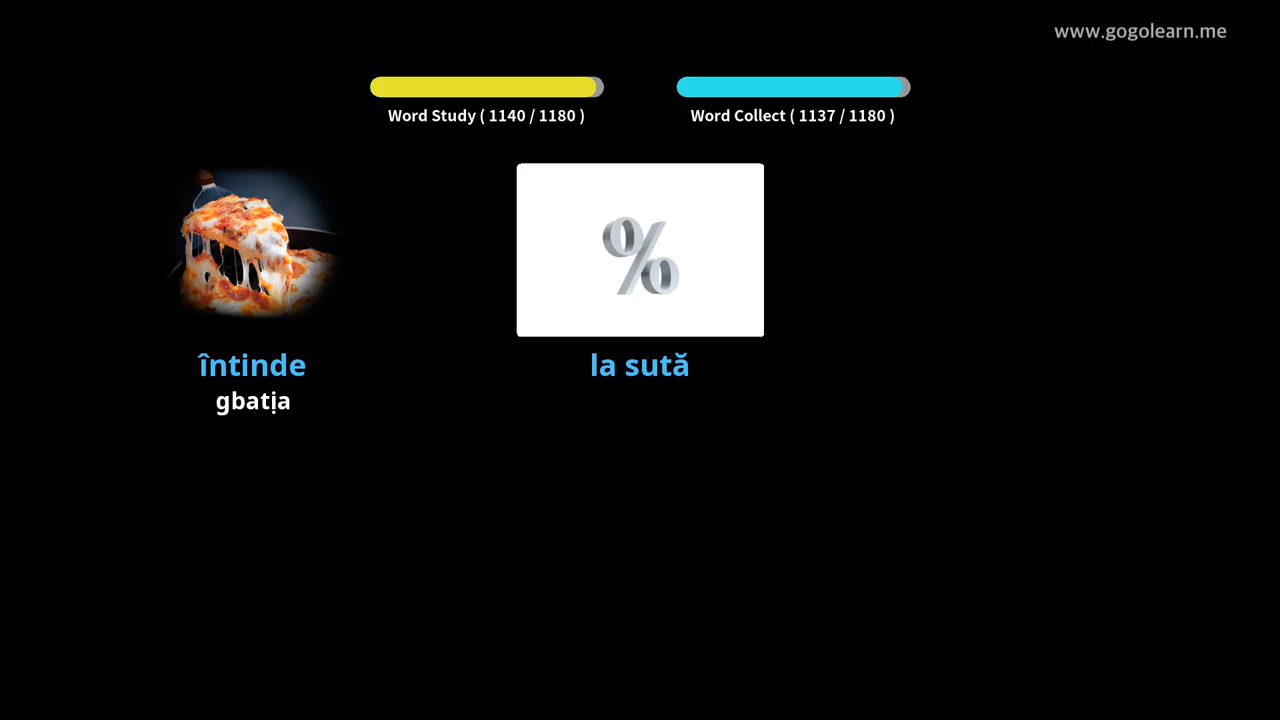 www.gogolearn.me
Word Study ( 1140 / 1180 )
Word Collect ( 1137 / 1180 )
%
întinde
la sută
gbatịa